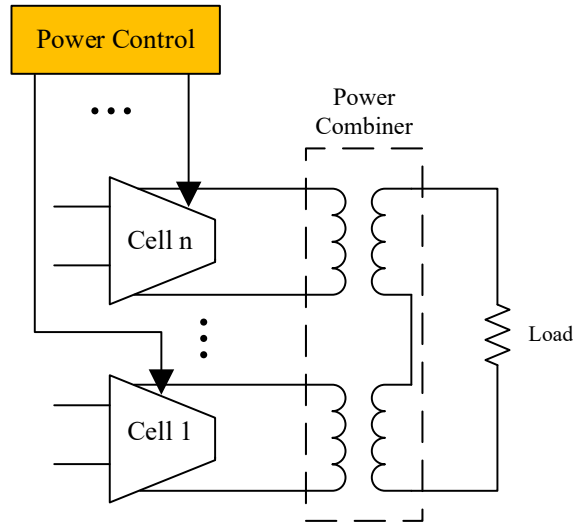 Power Control
Power
Combiner
Cell n
Load
Cell 1